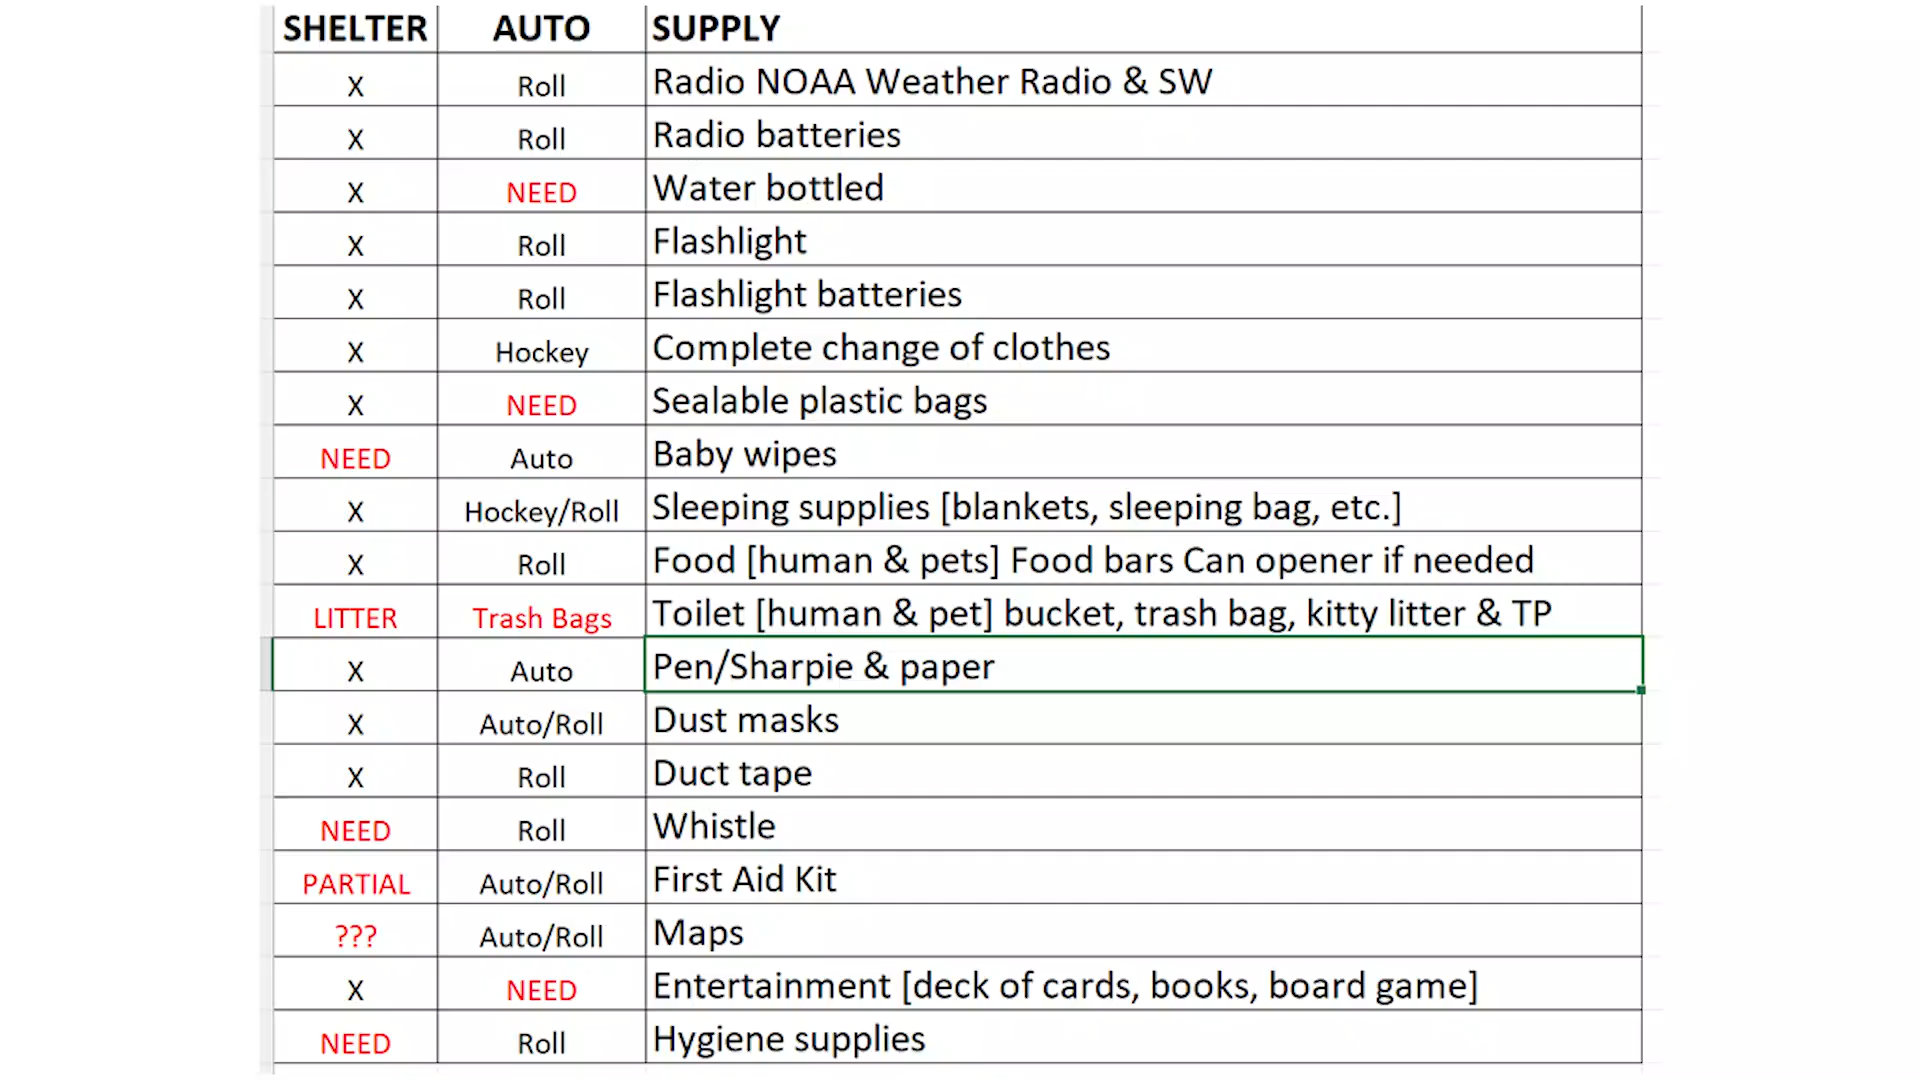 SHELTER AUTO SUPPLY
X Roll Radio NOAA Weather Radio & SW
X Roll Radio batteries
X NEED Water bottled
X Roll Flashlight
X Roll Flashlight batteries
X Hockey Complete change of clothes
X NEED Sealable plastic bags
NEED Auto Baby wipes
X Hockey/Roll Sleeping supplies [blankets, sleeping bag, etc.]
X Roll Food [human & pets] Food bars Can opener if needed
LITTER Trash Bags Toilet [human & pet] bucket, trash bag, kitty litter & TP
X Auto Pen/Sharpie & paper
X Auto/Roll Dust masks
X Roll Duct tape
NEED Roll Whistle
PARTIAL Auto/Roll First Aid Kit
??? Auto/Roll Maps
X NEED Entertainment [deck of cards, books, board game]
NEED Roll Hygiene supplies